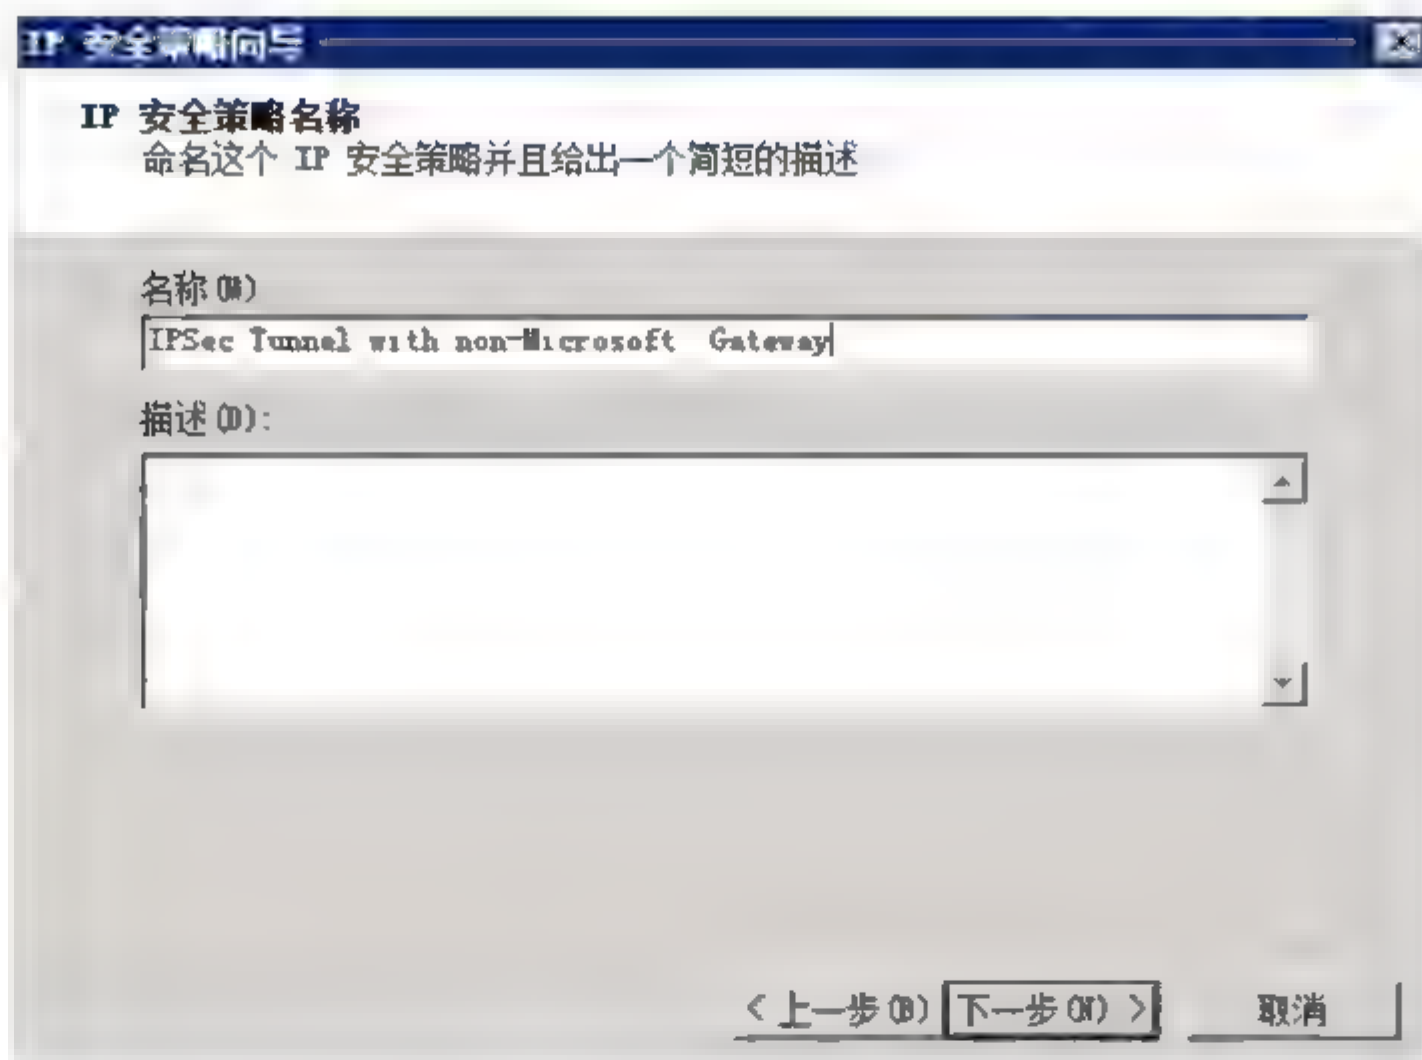 IP 安全策略向导
IP 安全策略名称
命名这个 IP 安全策略并且给出一个简短的描述
名称(M)
IPSec Tunnel with non-Microsoft Gateway
描述(D):
< 上一步(B) 下一步(N) > 取消